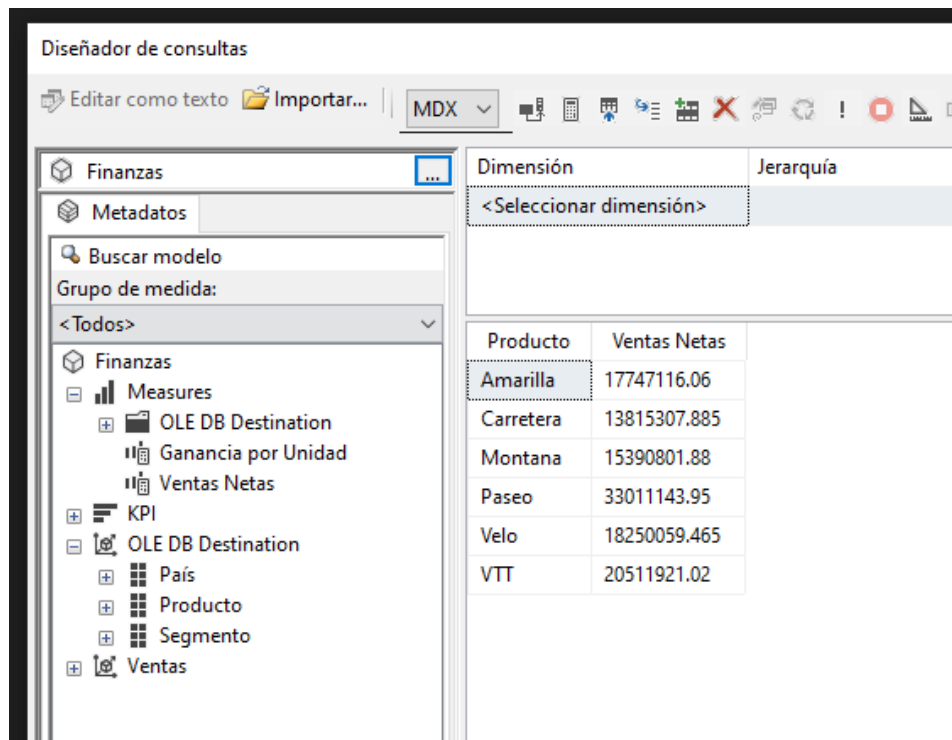 Diseñador de consultas
Editar como texto Importar... MDX !
Finanzas ...
Metadatos
Buscar modelo
Grupo de medida:
<Todos>
Finanzas
Measures
OLE DB Destination
Ganancia por Unidad
Ventas Netas
KPI
OLE DB Destination
País
Producto
Segmento
Ventas
Dimensión Jerarquía
<Seleccionar dimensión>
Producto Ventas Netas
Amarilla 17747116.06
Carretera 13815307.885
Montana 15390801.88
Paseo 33011143.95
Velo 18250059.465
VTT 20511921.02